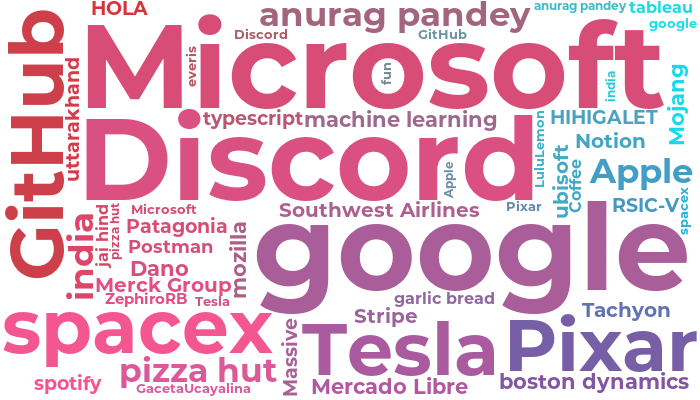 HOLA
anurag pandey
anurag pandey
tableau
google
GitHub
Microsoft
Discord
GitHub
everis
fun
india
Mojang
uttarakhand
typescript
machine learning
HIHIGALET
Discord
Notion
LuluLemon
ubisoft
Coffee
Apple
Apple
spacex
india
jai hind
pizza hut
Microsoft
Southwest Airlines
Pixar
RSIC-V
Patagonia
mozilla
google
Postman
Dano
Merck Group
ZephiroRB
Tesla
garlic bread
spacex
Stripe
Tachyon
Massive
Tesla
Pixar
pizza hut
spotify
GacetaUcayalina
Mercado Libre
boston dynamics